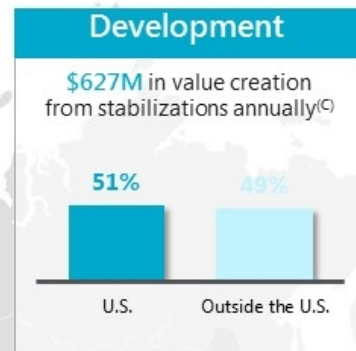 Development
$627M in value creation
from stabilizations annually(C)
51%
49%
U.S.
Outside the U.S.